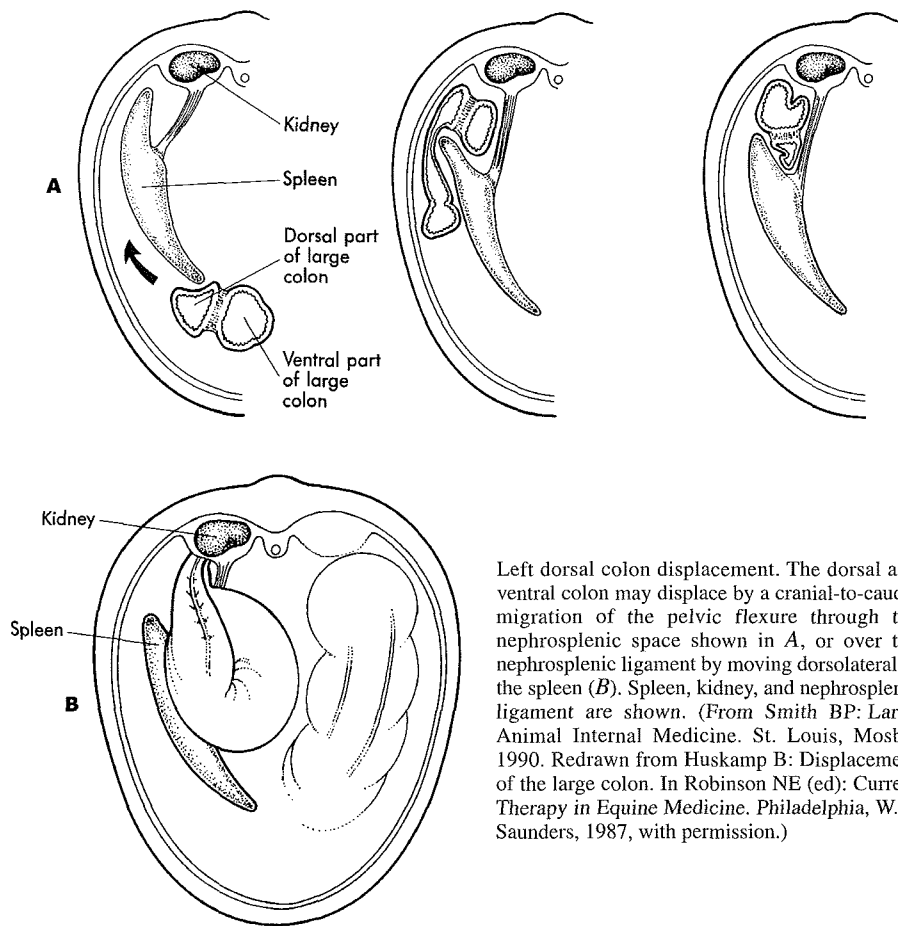 Kidney
Spleen
A
Dorsal part
of large
colon
Ventral part
of large
colon
Kidney
Spleen
B
Left dorsal colon displacement. The dorsal a
ventral colon may displace by a cranial-to-caud
migration of the pelvic flexure through t
nephrosplenic space shown in A, or over t
nephrosplenic ligament by moving dorsolateral
the spleen (B). Spleen, kidney, and nephrosplen
ligament are shown. (From Smith BP: Lar
Animal Internal Medicine. St. Louis, Mosb
1990. Redrawn from Huskamp B: Displaceme
of the large colon. In Robinson NE (ed): Curre
Therapy in Equine Medicine. Philadelphia, W.
Saunders, 1987, with permission.)